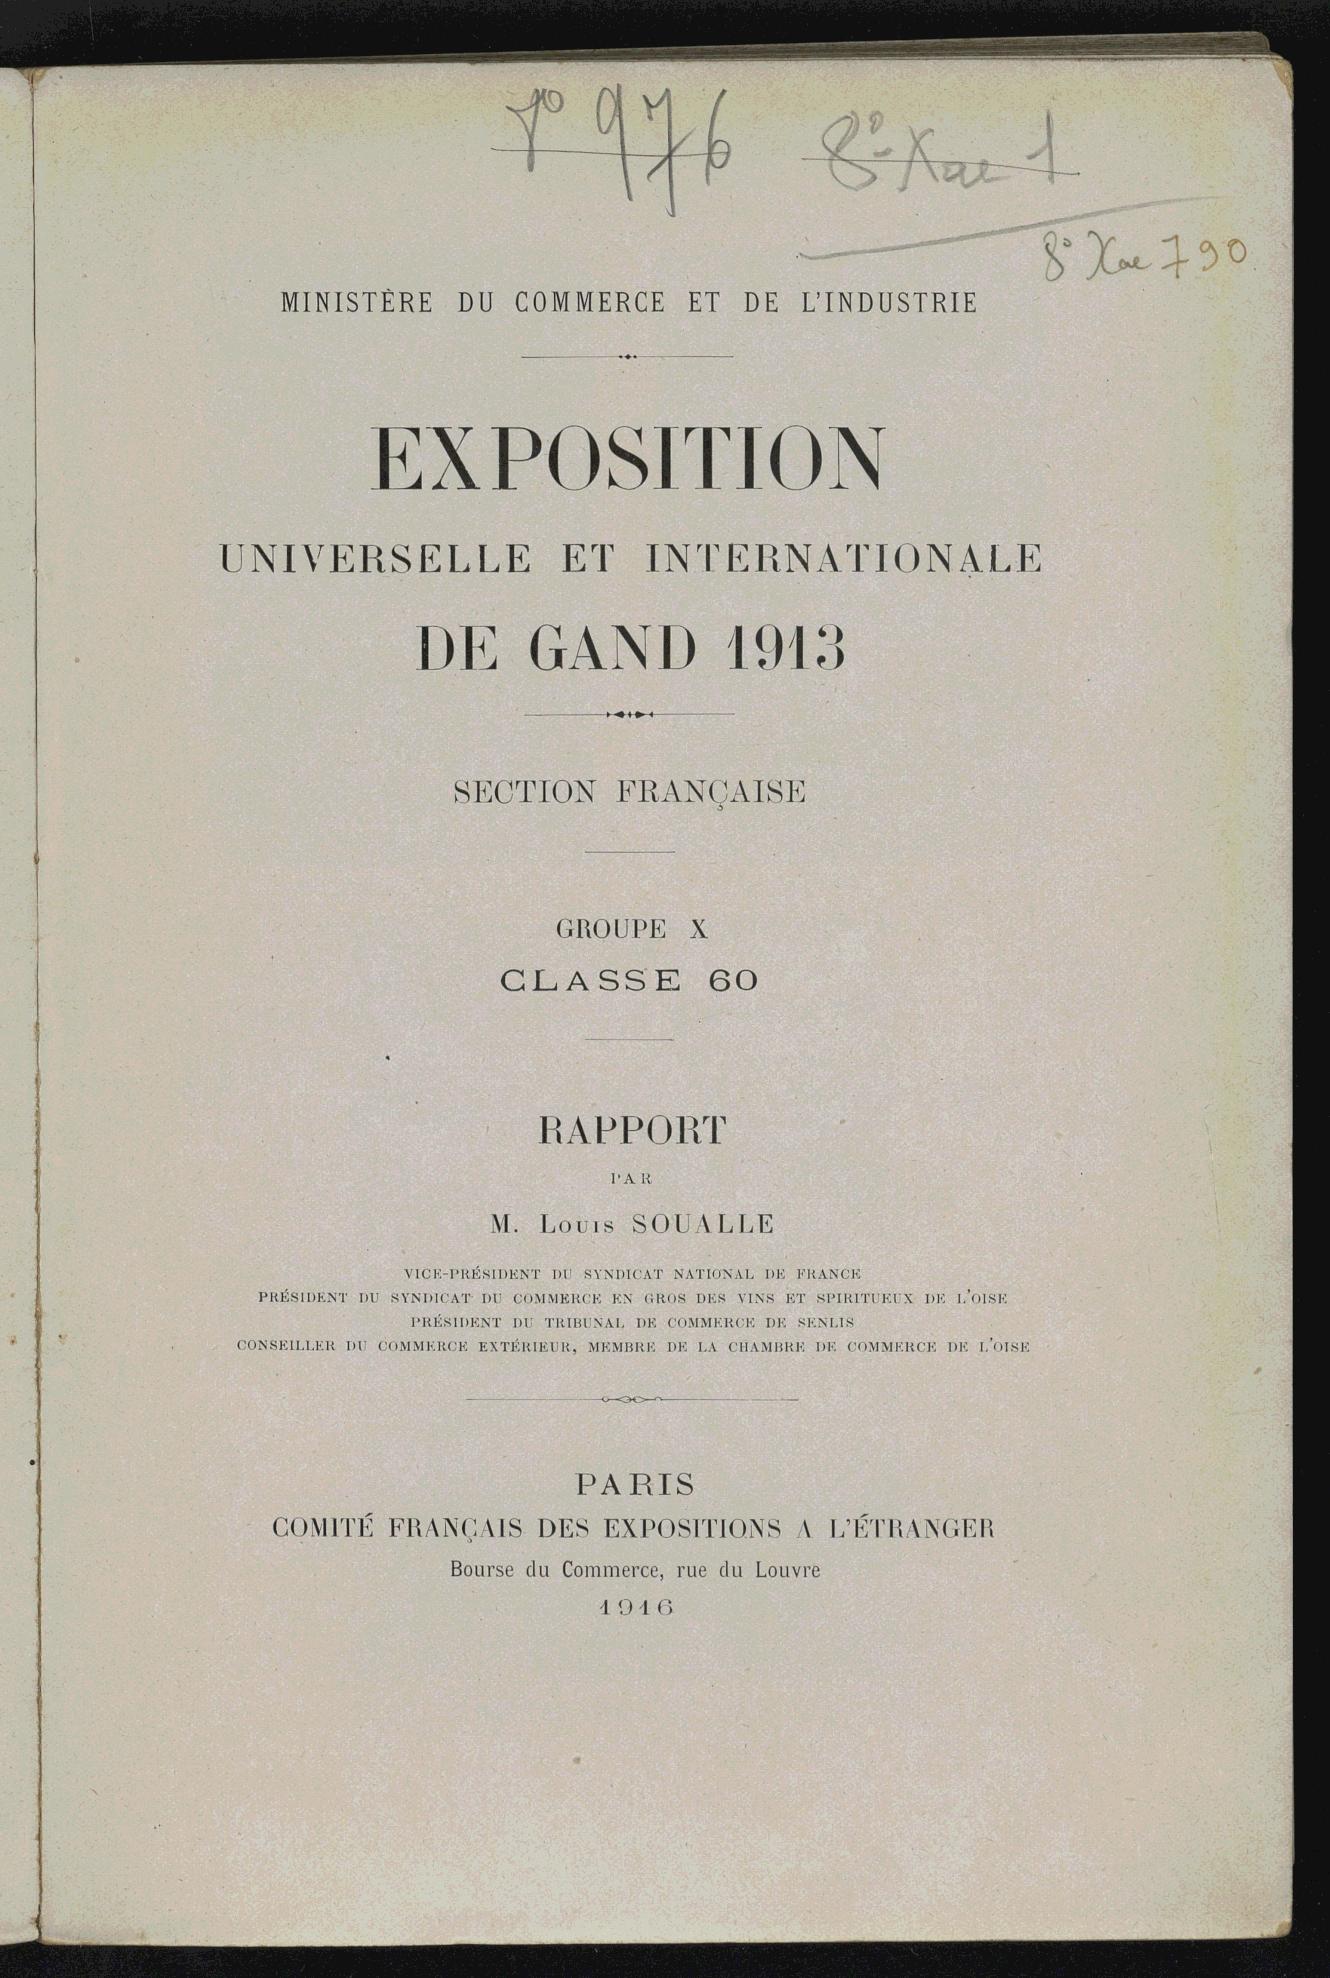 976
8° Xae 1
8° Xae 790
MINISTÈRE DU COMMERCE ET DE L'INDUSTRIE
EXPOSITION
UNIVERSELLE ET INTERNATIONALE
DE GAND 1913
SECTION FRANÇAISE
GROUPE X
CLASSE 60
RAPPORT
PAR
M. Louis SOUALLE
VICE-PRÉSIDENT DU SYNDICAT NATIONAL DE FRANCE
PRÉSIDENT DU SYNDICAT DU COMMERCE EN GROS DES VINS ET SPIRITUEUX DE L'OISE
PRÉSIDENT DU TRIBUNAL DE COMMERCE DE SENLIS
CONSEILLER DU COMMERCE EXTÉRIEUR, MEMBRE DE LA CHAMBRE DE COMMERCE DE L'OISE
PARIS
COMITÉ FRANÇAIS DES EXPOSITIONS A L'ÉTRANGER
Bourse du Commerce, rue du Louvre
1916